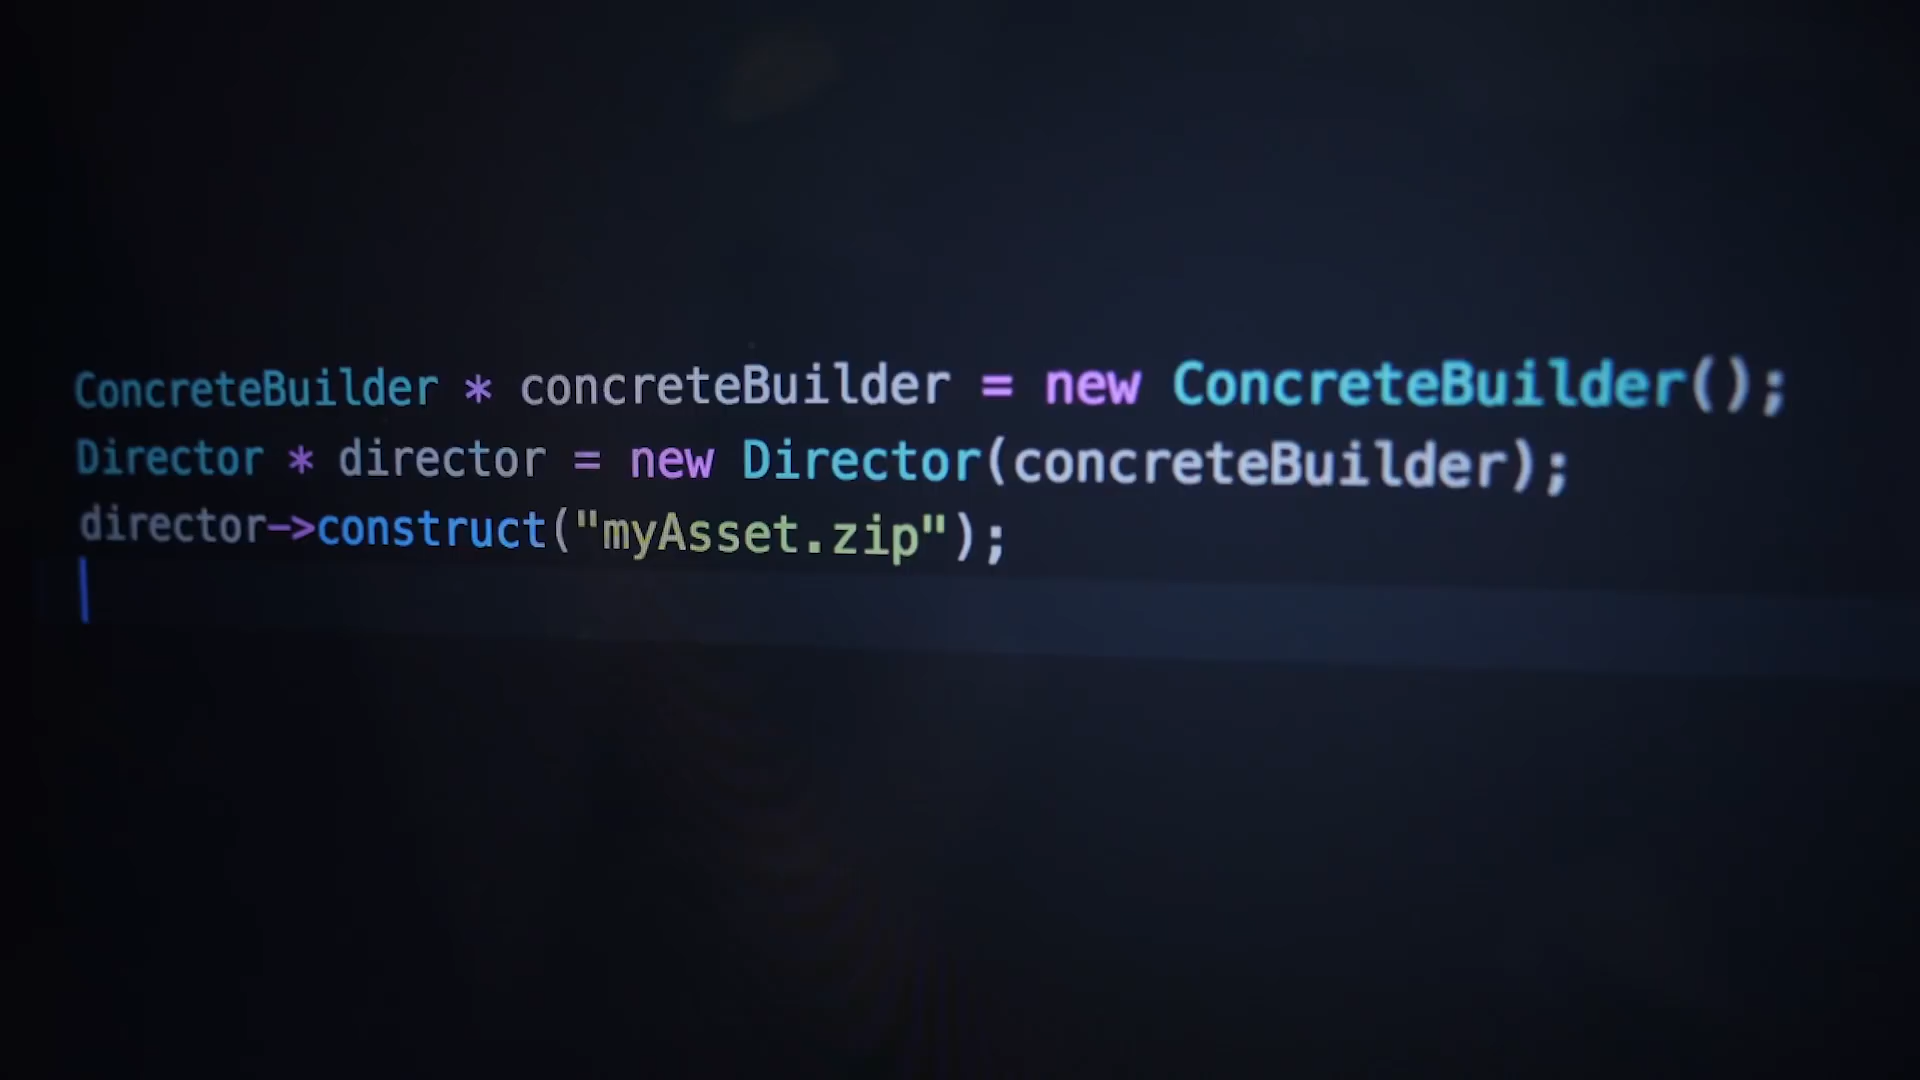 ConcreteBuilder * concreteBuilder = new ConcreteBuilder();
Director * director = new Director(concreteBuilder);
director->construct("myAsset.zip");